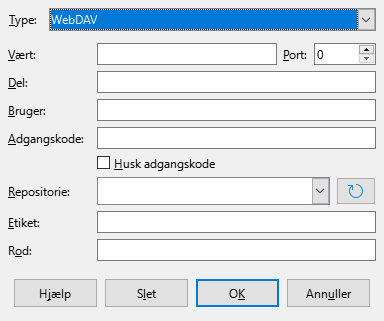 Type: WebDAV
Vært: Port: 0
Del:
Bruger:
Adgangskode:
Husk adgangskode
Repositorie:
Etiket:
Rod:
Hjælp Slet OK Annuller